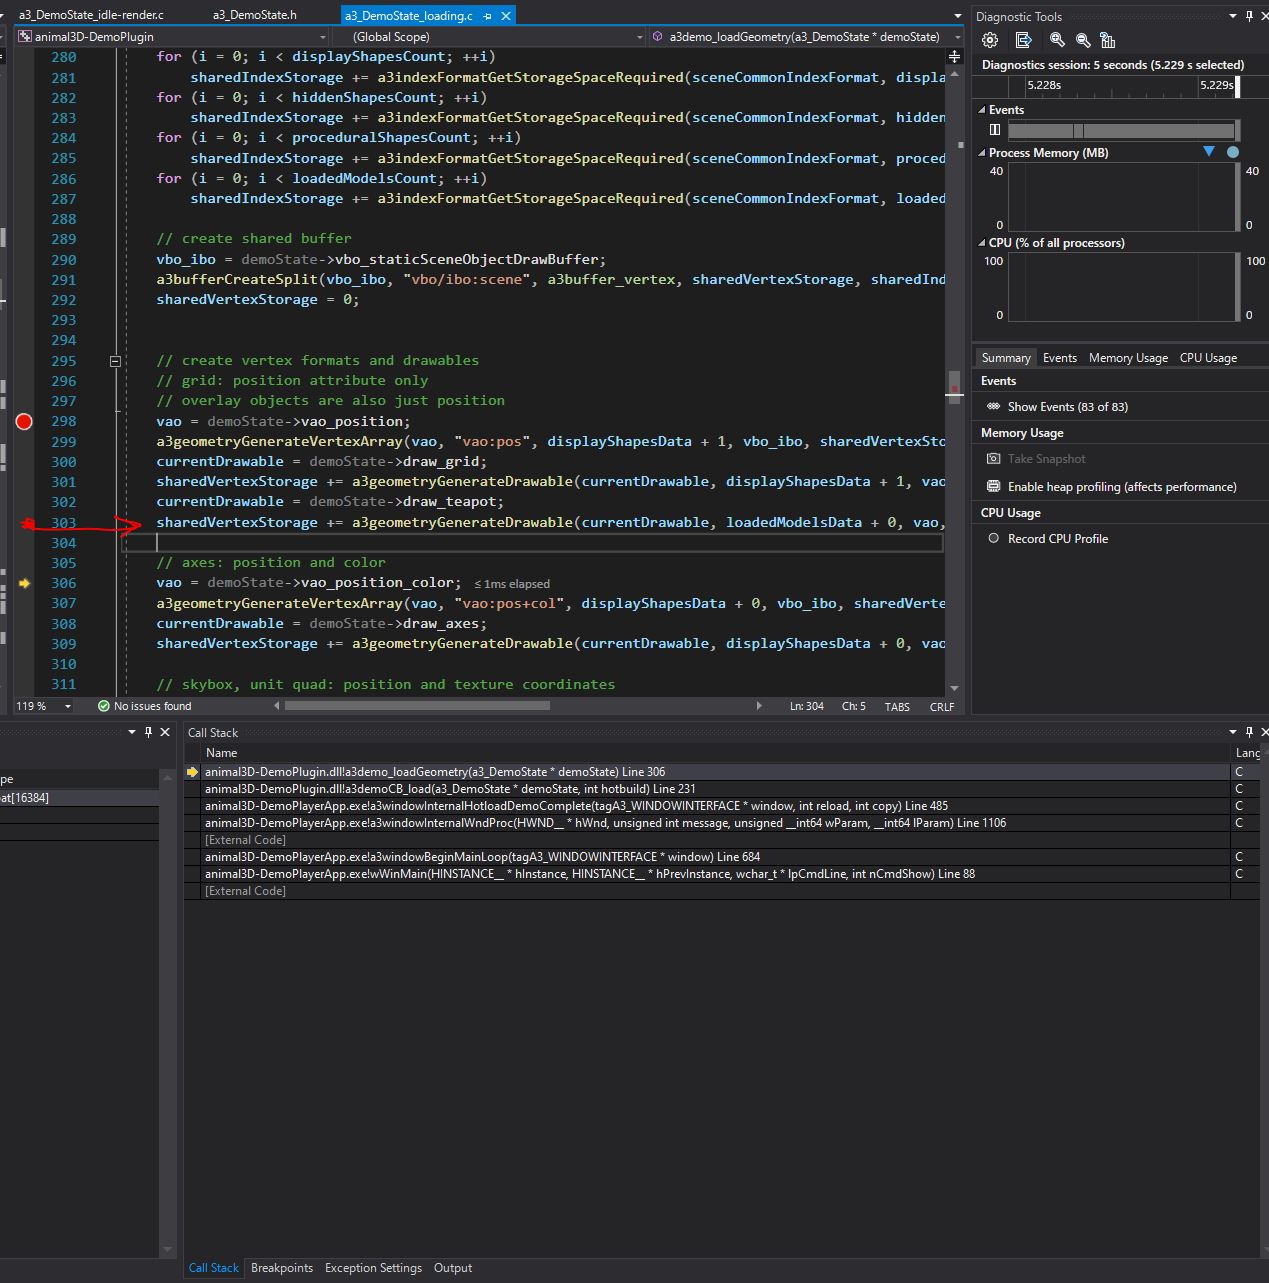 a3_DemoState_idle-render.c a3_DemoState.h a3_DemoState_loading.c
animal3D-DemoPlugin (Global Scope) a3demo_loadGeometry(a3_DemoState * demoState)
280 for (i = 0; i < displayShapesCount; ++i)
281 sharedIndexStorage += a3indexFormatGetStorageSpaceRequired(sceneCommonIndexFormat, displa
282 for (i = 0; i < hiddenShapesCount; ++i)
283 sharedIndexStorage += a3indexFormatGetStorageSpaceRequired(sceneCommonIndexFormat, hidden
284 for (i = 0; i < proceduralShapesCount; ++i)
285 sharedIndexStorage += a3indexFormatGetStorageSpaceRequired(sceneCommonIndexFormat, proced
286 for (i = 0; i < loadedModelsCount; ++i)
287 sharedIndexStorage += a3indexFormatGetStorageSpaceRequired(sceneCommonIndexFormat, loaded
288
289 // create shared buffer
290 vbo_ibo = demoState->vbo_staticSceneObjectDrawBuffer;
291 a3bufferCreateSplit(vbo_ibo, "vbo/ibo:scene", a3buffer_vertex, sharedVertexStorage, sharedInd
292 sharedVertexStorage = 0;
293
294
295 // create vertex formats and drawables
296 // grid: position attribute only
297 // overlay objects are also just position
298 vao = demoState->vao_position;
299 a3geometryGenerateVertexArray(vao, "vao:pos", displayShapesData + 1, vbo_ibo, sharedVertexSto
300 currentDrawable = demoState->draw_grid;
301 sharedVertexStorage += a3geometryGenerateDrawable(currentDrawable, displayShapesData + 1, vao
302 currentDrawable = demoState->draw_teapot;
303 sharedVertexStorage += a3geometryGenerateDrawable(currentDrawable, loadedModelsData + 0, vao,
304
305 // axes: position and color
306 vao = demoState->vao_position_color; ≤ 1ms elapsed
307 a3geometryGenerateVertexArray(vao, "vao:pos+col", displayShapesData + 0, vbo_ibo, sharedVerte
308 currentDrawable = demoState->draw_axes;
309 sharedVertexStorage += a3geometryGenerateDrawable(currentDrawable, displayShapesData + 0, vao
310
311 // skybox, unit quad: position and texture coordinates
119 % No issues found Ln: 304 Ch: 5 TABS CRLF
Diagnostic Tools
Diagnostics session: 5 seconds (5.229 s selected)
5.228s 5.229s
Events
Process Memory (MB)
40 40
0 0
CPU (% of all processors)
100 100
0 0
Summary Events Memory Usage CPU Usage
Events
Show Events (83 of 83)
Memory Usage
Take Snapshot
Enable heap profiling (affects performance)
CPU Usage
Record CPU Profile
pe
at[16384]
Call Stack
Name Lang
animal3D-DemoPlugin.dll!a3demo_loadGeometry(a3_DemoState * demoState) Line 306 C
animal3D-DemoPlugin.dll!a3demoCB_load(a3_DemoState * demoState, int hotbuild) Line 231 C
animal3D-DemoPlayerApp.exe!a3windowInternalHotloadDemoComplete(tagA3_WINDOWINTERFACE * window, int reload, int copy) Line 485 C
animal3D-DemoPlayerApp.exe!a3windowInternalWndProc(HWND__ * hWnd, unsigned int message, unsigned __int64 wParam, __int64 lParam) Line 1106 C
[External Code]
animal3D-DemoPlayerApp.exe!a3windowBeginMainLoop(tagA3_WINDOWINTERFACE * window) Line 684 C
animal3D-DemoPlayerApp.exe!wWinMain(HINSTANCE__ * hInstance, HINSTANCE__ * hPrevInstance, wchar_t * lpCmdLine, int nCmdShow) Line 88 C
[External Code]
Call Stack Breakpoints Exception Settings Output